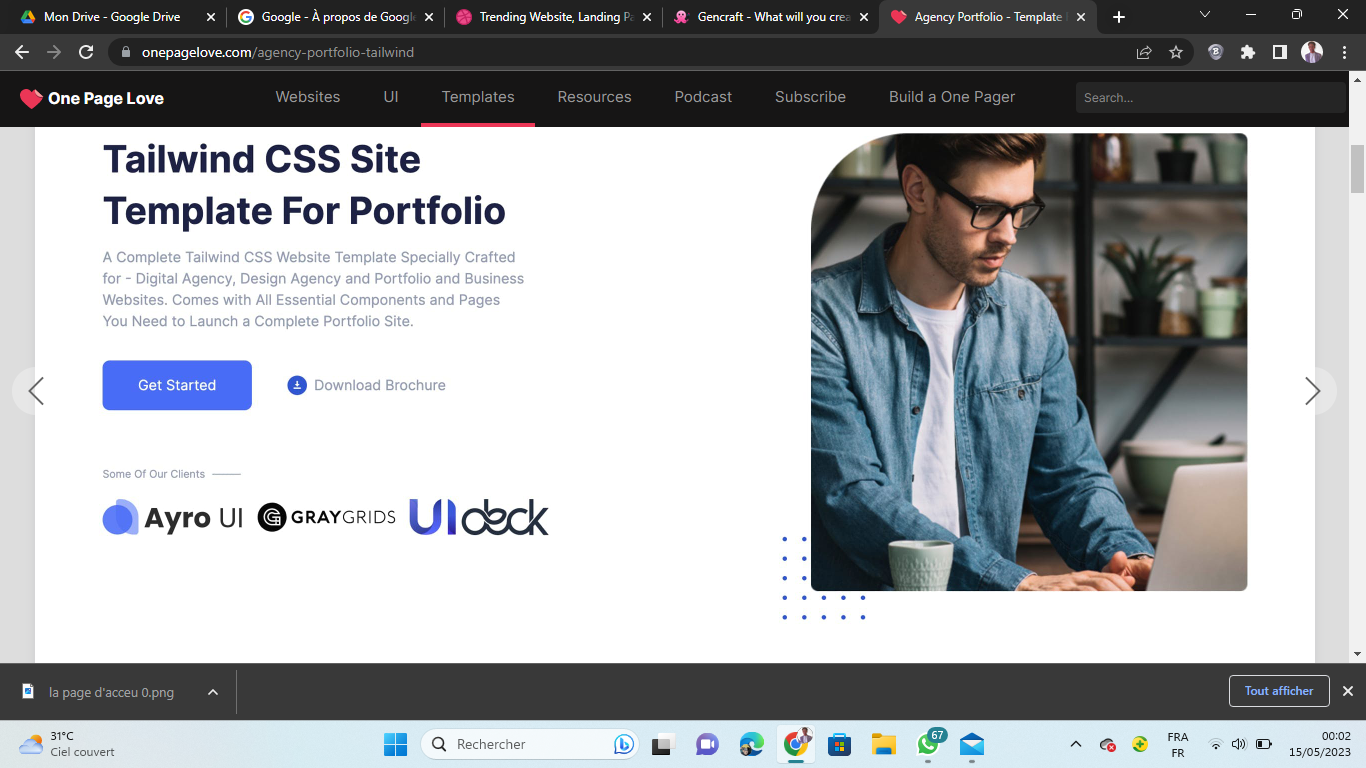 Mon Drive - Google Drive
Google - À propos de Google
Trending Website, Landing Pa
Gencraft - What will you crea
Agency Portfolio - Template
onepagelove.com/agency-portfolio-tailwind
One Page Love
Websites
UI
Templates
Resources
Podcast
Subscribe
Build a One Pager
Search...
Tailwind CSS Site
Template For Portfolio
A Complete Tailwind CSS Website Template Specially Crafted
for - Digital Agency, Design Agency and Portfolio and Business
Websites. Comes with All Essential Components and Pages
You Need to Launch a Complete Portfolio Site.
Get Started
Download Brochure
Some Of Our Clients
Ayro UI
GRAYGRIDS
UIdeck
la page d'acceu 0.png
Tout afficher
31°C
Ciel couvert
Rechercher
67
FRA
FR
00:02
15/05/2023